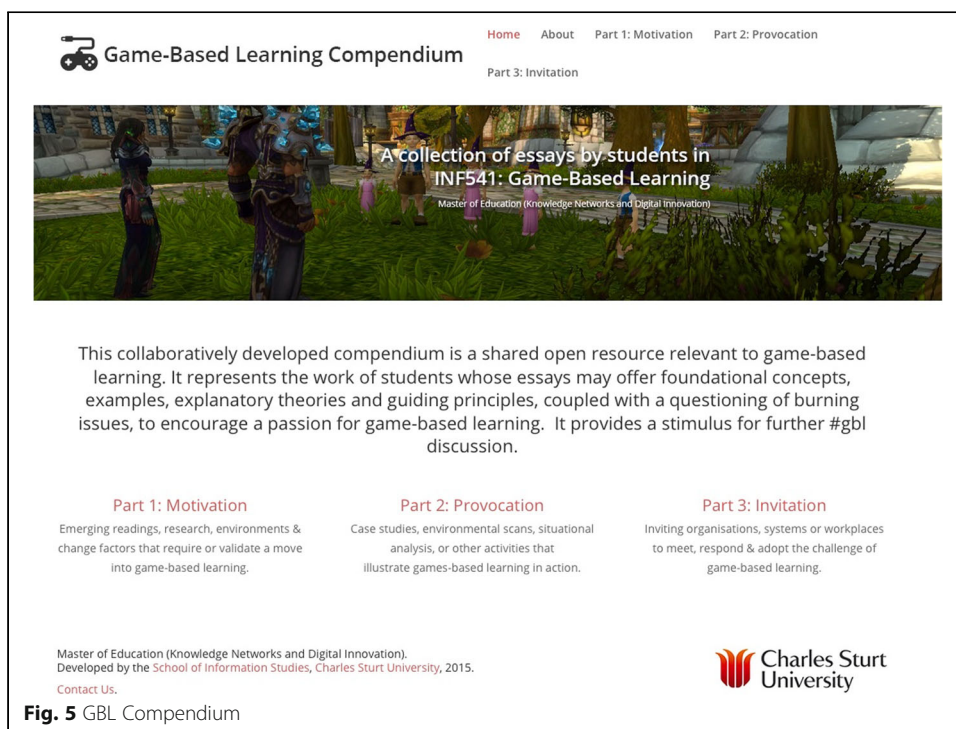 Game-Based Learning Compendium
Home About Part 1: Motivation Part 2: Provocation
Part 3: Invitation
A collection of essays by students in
INF541: Game-Based Learning
Master of Education (Knowledge Networks and Digital Innovation)
This collaboratively developed compendium is a shared open resource relevant to game-based
learning. It represents the work of students whose essays may offer foundational concepts,
examples, explanatory theories and guiding principles, coupled with a questioning of burning
issues, to encourage a passion for game-based learning. It provides a stimulus for further #gbl
discussion.
Part 1: Motivation
Emerging readings, research, environments &
change factors that require or validate a move
into game-based learning.
Part 2: Provocation
Case studies, environmental scans, situational
analysis, or other activities that
illustrate games-based learning in action.
Part 3: Invitation
Inviting organisations, systems or workplaces
to meet, respond & adopt the challenge of
game-based learning.
Master of Education (Knowledge Networks and Digital Innovation).
Developed by the School of Information Studies, Charles Sturt University, 2015.
Contact Us.
Charles Sturt
University
Fig. 5 GBL Compendium